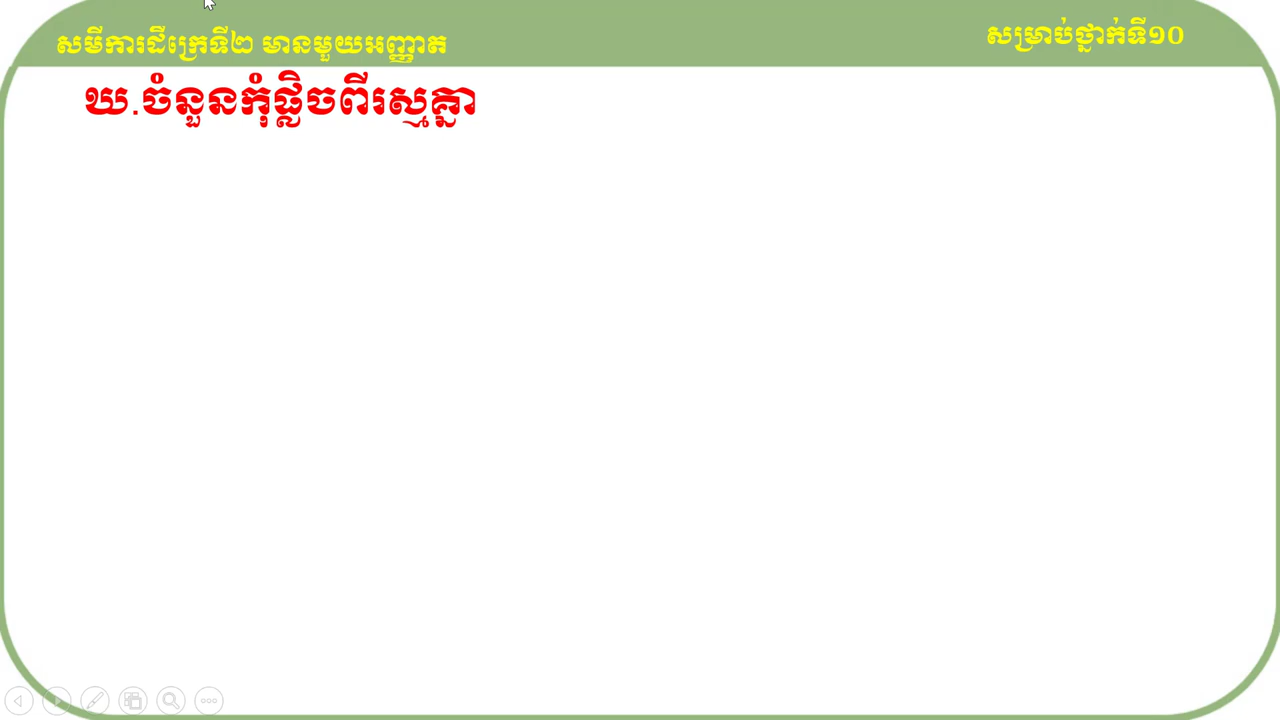 សមីការដឺក្រេទី២ មានមួយអញ្ញាត
សម្រាប់ថ្នាក់ទី១០
ឃ.ចំនួនកុំផ្លិចពីរស្មើគ្នា